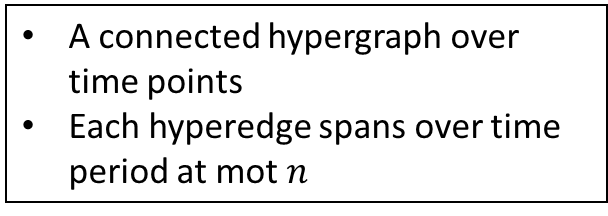 • A connected hypergraph over
time points
• Each hyperedge spans over time
period at mot n